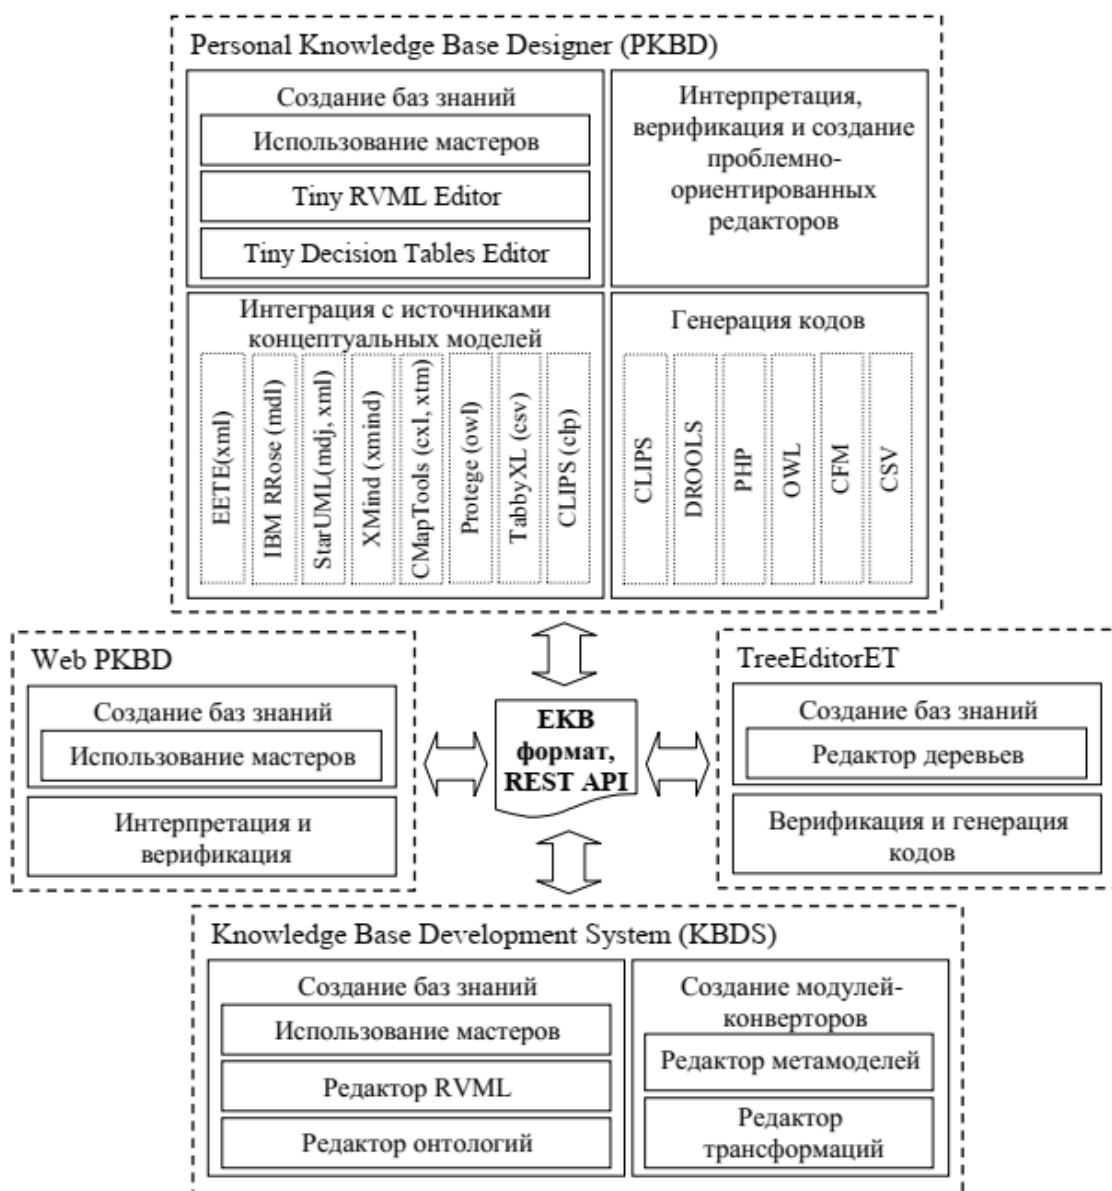 Personal Knowledge Base Designer (PKBD)
Создание баз знаний
Использование мастеров
Tiny RVML Editor
Tiny Decision Tables Editor
Интерпретация,
верификация и создание
проблемно-
ориентированных
редакторов
Интеграция с источниками
концептуальных моделей
EETE(xml)
IBM RRose (mdl)
StarUML(mdj, xml)
XMind (xmind)
CMapTools (cxl, xtm)
Protege (owl)
TabbyXL (csv)
CLIPS (clp)
Генерация кодов
CLIPS
DROOLS
PHP
OWL
CFM
CSV
Web PKBD
Создание баз знаний
Использование мастеров
Интерпретация и
верификация
EKB
формат,
REST API
TreeEditorET
Создание баз знаний
Редактор деревьев
Верификация и генерация
кодов
Knowledge Base Development System (KBDS)
Создание баз знаний
Использование мастеров
Редактор RVML
Редактор онтологий
Создание модулей-
конверторов
Редактор метамоделей
Редактор
трансформаций